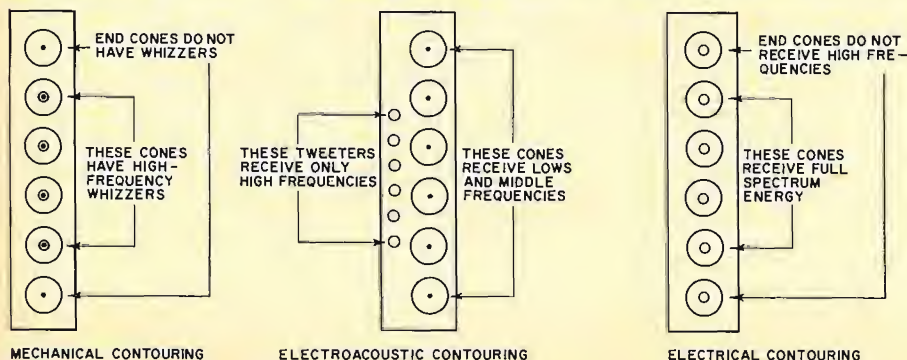 END CONES DO NOT
HAVE WHIZZERS
THESE CONES
HAVE HIGH-
FREQUENCY
WHIZZERS
MECHANICAL CONTOURING
THESE TWEETERS
RECEIVE ONLY
HIGH FREQUENCIES
THESE CONES
RECEIVE LOWS
AND MIDDLE
FREQUENCIES
ELECTROACOUSTIC CONTOURING
END CONES DO NOT
RECEIVE HIGH FRE-
QUENCIES
THESE CONES
RECEIVE FULL
SPECTRUM
ENERGY
ELECTRICAL CONTOURING